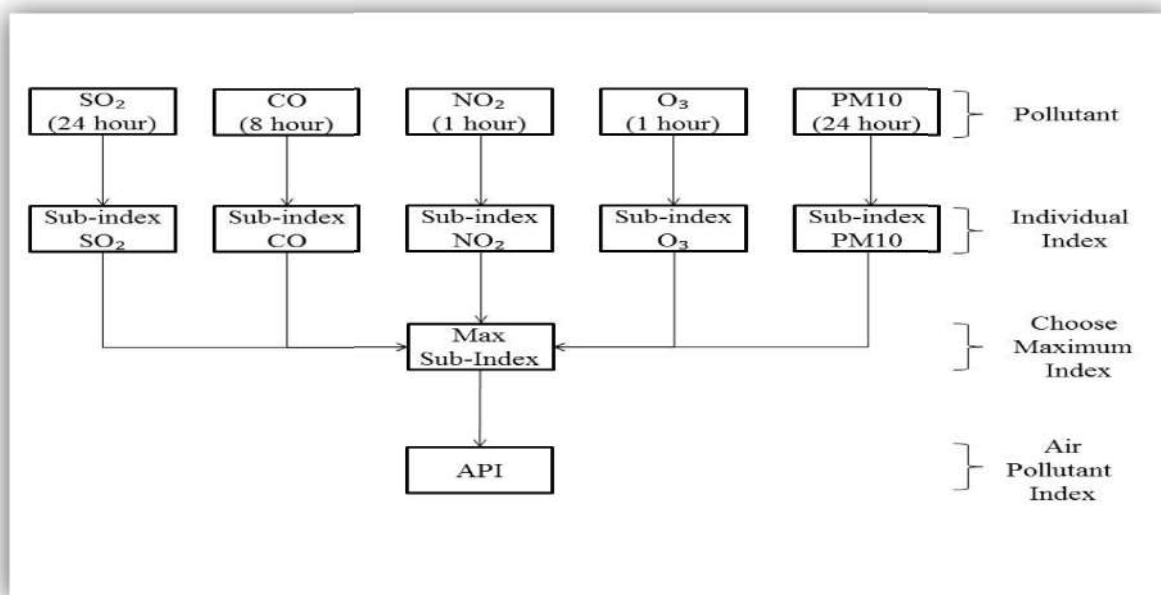 SO₂
(24 hour)
CO
(8 hour)
NO₂
(1 hour)
O₃
(1 hour)
PM10
(24 hour)
Pollutant
Sub-index
SO₂
Sub-index
CO
Sub-index
NO₂
Sub-index
O₃
Sub-index
PM10
Individual
Index
Max
Sub-Index
Choose
Maximum
Index
API
Air
Pollutant
Index